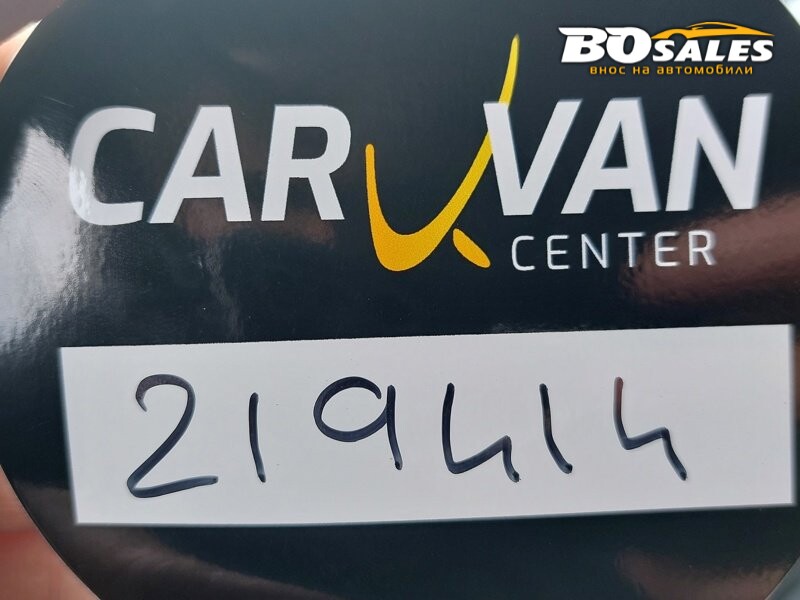 BOSALES
внос на автомобили
CAR VAN
CENTER
219414